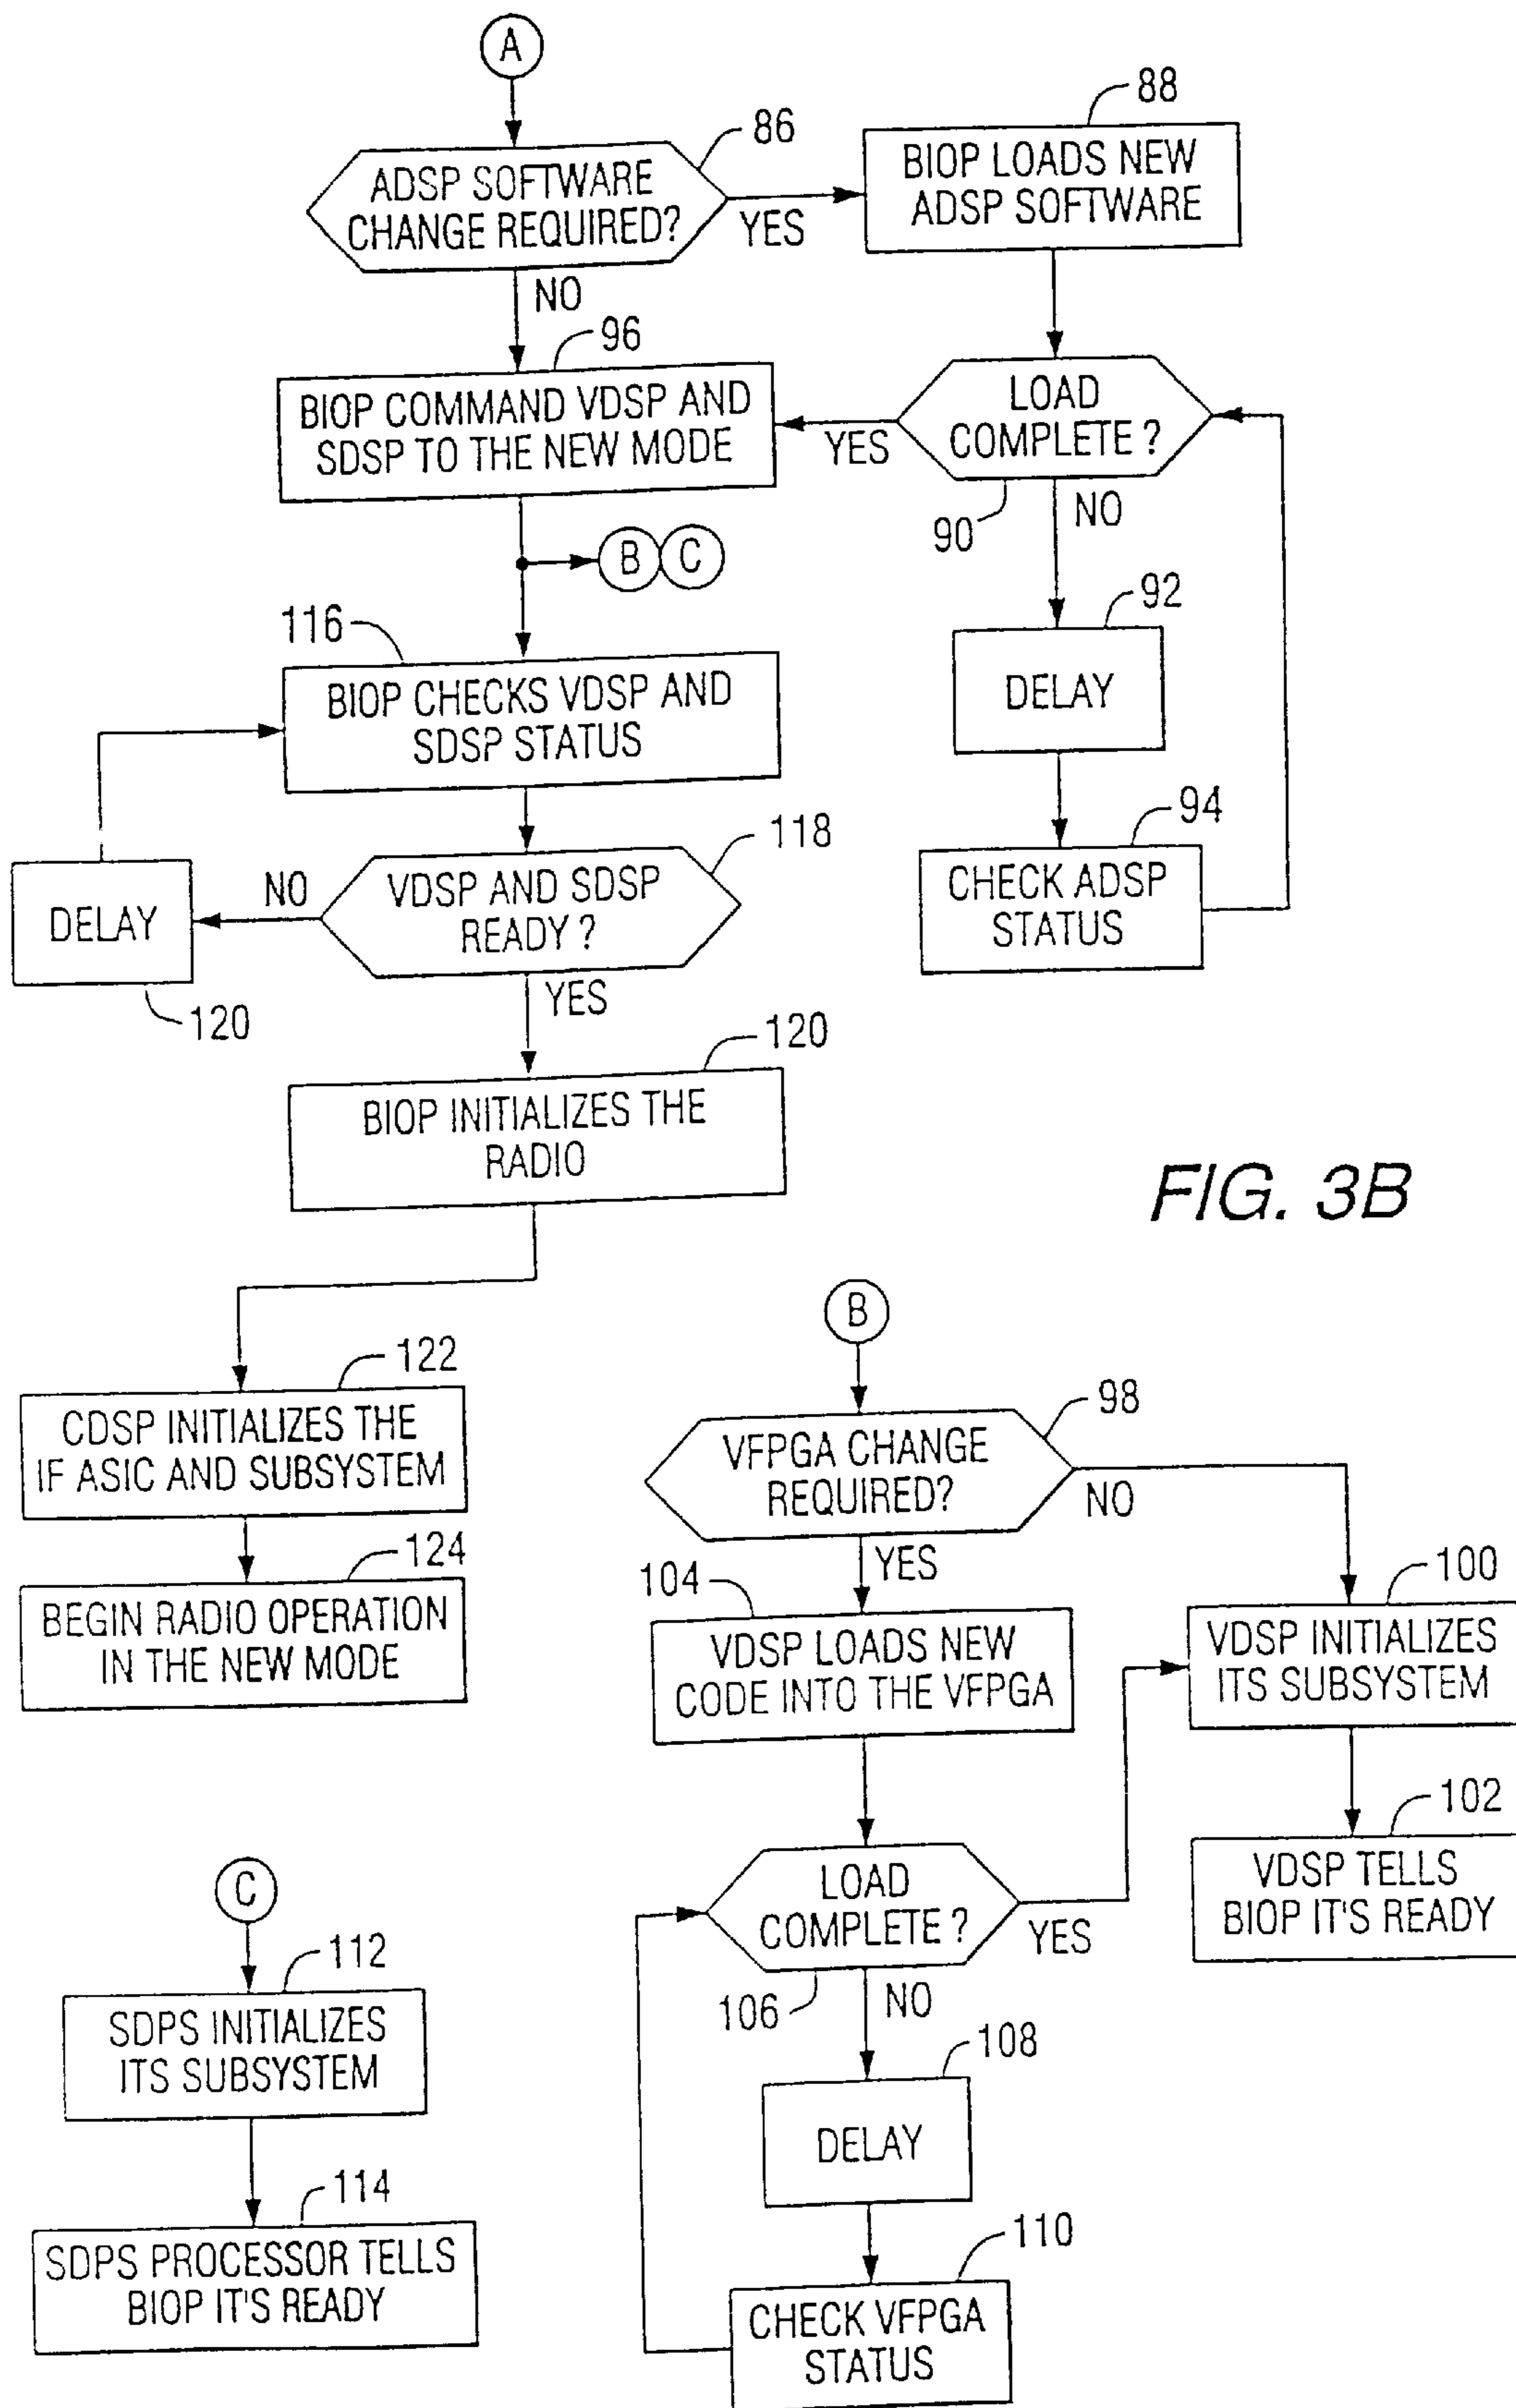 A
86
ADSP SOFTWARE
CHANGE REQUIRED?
YES
NO
88
BIOP LOADS NEW
ADSP SOFTWARE
96
BIOP COMMAND VDSP AND
SDSP TO THE NEW MODE
LOAD
COMPLETE ?
YES
90
NO
B
C
92
DELAY
94
CHECK ADSP
STATUS
116
BIOP CHECKS VDSP AND
SDSP STATUS
118
VDSP AND SDSP
READY ?
NO
DELAY
120
YES
120
BIOP INITIALIZES THE
RADIO
FIG. 3B
122
CDSP INITIALIZES THE
IF ASIC AND SUBSYSTEM
124
BEGIN RADIO OPERATION
IN THE NEW MODE
B
98
VFPGA CHANGE
REQUIRED?
NO
YES
104
VDSP LOADS NEW
CODE INTO THE VFPGA
100
VDSP INITIALIZES
ITS SUBSYSTEM
102
VDSP TELLS
BIOP IT'S READY
LOAD
COMPLETE ?
YES
106
NO
108
DELAY
110
CHECK VFPGA
STATUS
C
112
SDPS INITIALIZES
ITS SUBSYSTEM
114
SDPS PROCESSOR TELLS
BIOP IT'S READY